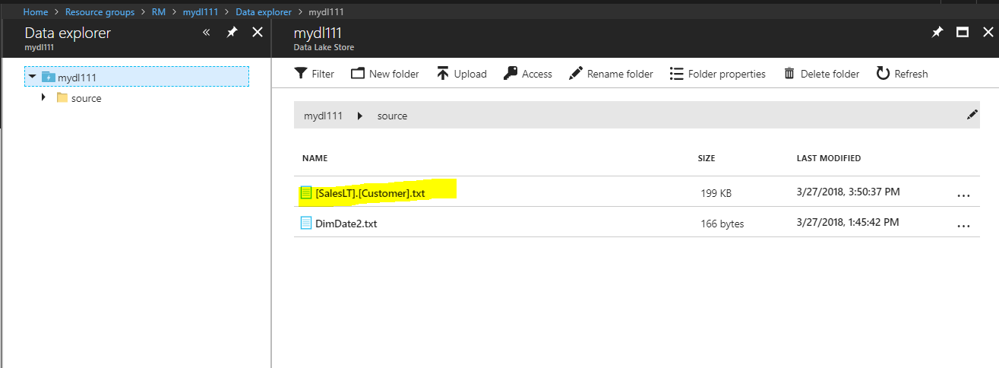 Home > Resource groups > RM > mydl111 > Data explorer > mydl111
Data explorer
mydl111
mydl111
source
mydl111
Data Lake Store
Filter New folder Upload Access Rename folder Folder properties Delete folder Refresh
mydl111 source
NAME SIZE LAST MODIFIED
[SalesLT].[Customer].txt 199 KB 3/27/2018, 3:50:37 PM ...
DimDate2.txt 166 bytes 3/27/2018, 1:45:42 PM ...